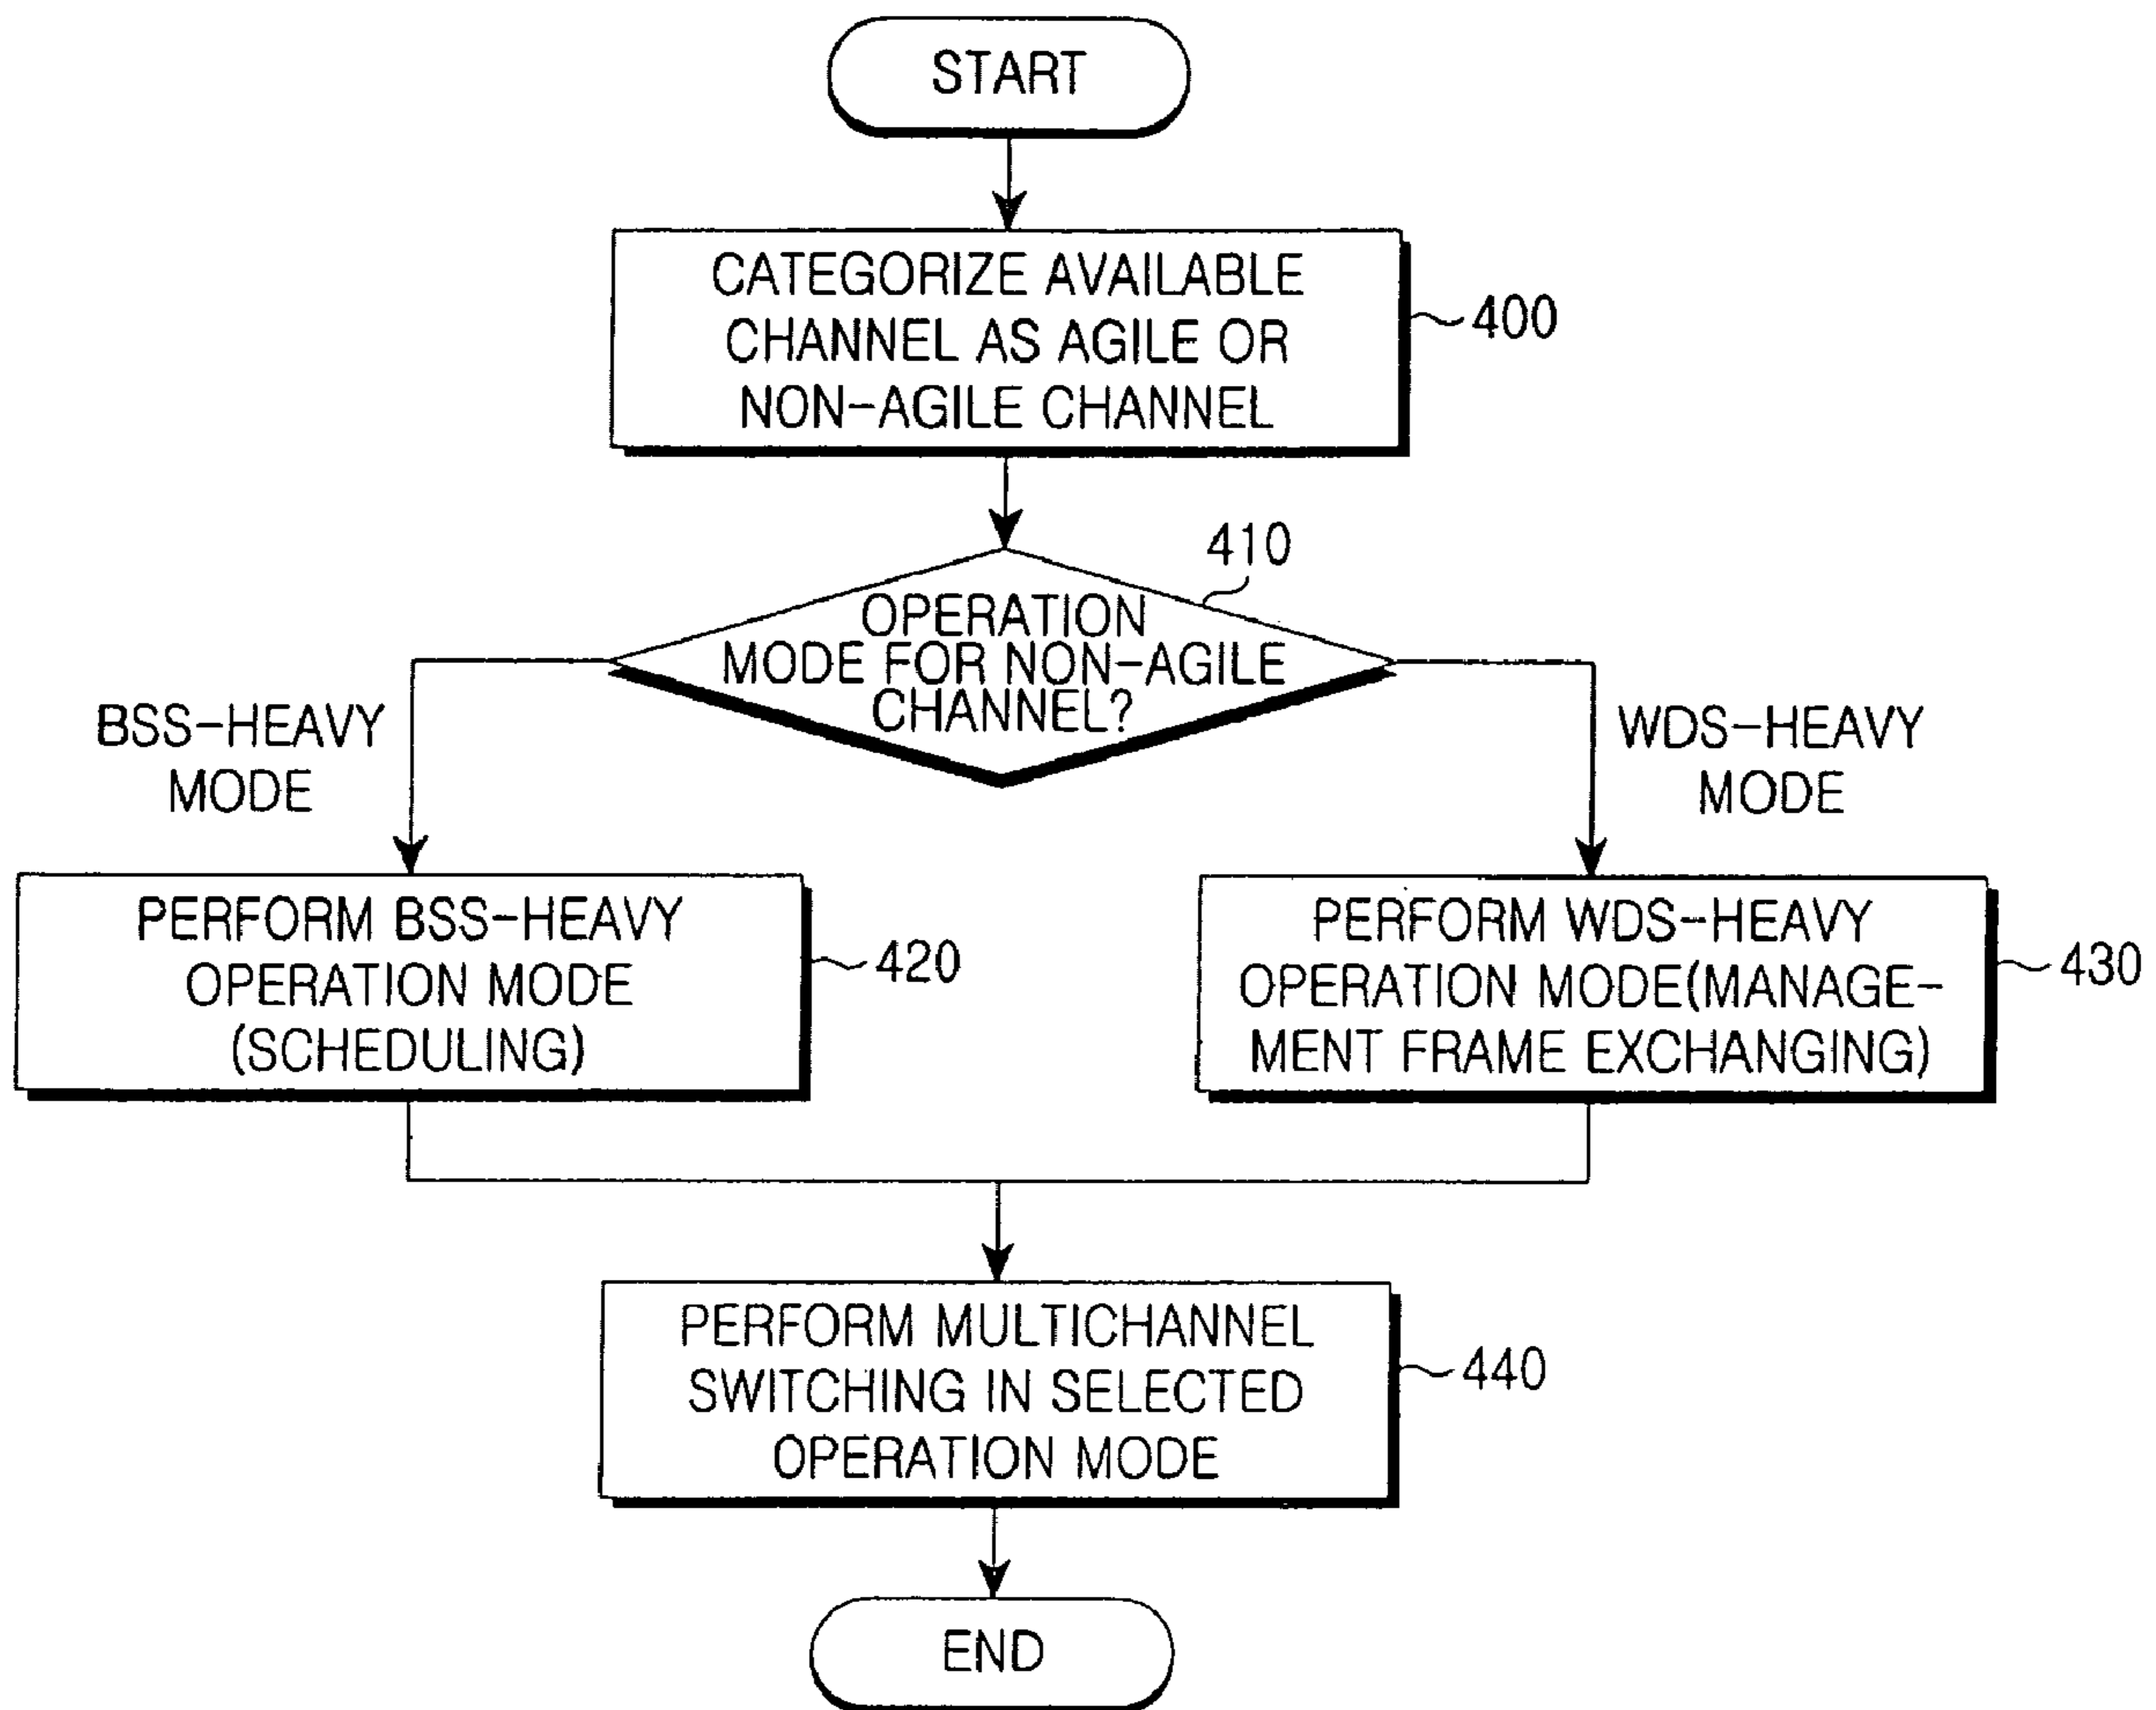 START
CATEGORIZE AVAILABLE
CHANNEL AS AGILE OR
NON-AGILE CHANNEL
400
410
OPERATION
MODE FOR NON-AGILE
CHANNEL?
BSS-HEAVY
MODE
WDS-HEAVY
MODE
PERFORM BSS-HEAVY
OPERATION MODE
(SCHEDULING)
420
PERFORM WDS-HEAVY
OPERATION MODE(MANAGE-
MENT FRAME EXCHANGING)
430
PERFORM MULTICHANNEL
SWITCHING IN SELECTED
OPERATION MODE
440
END